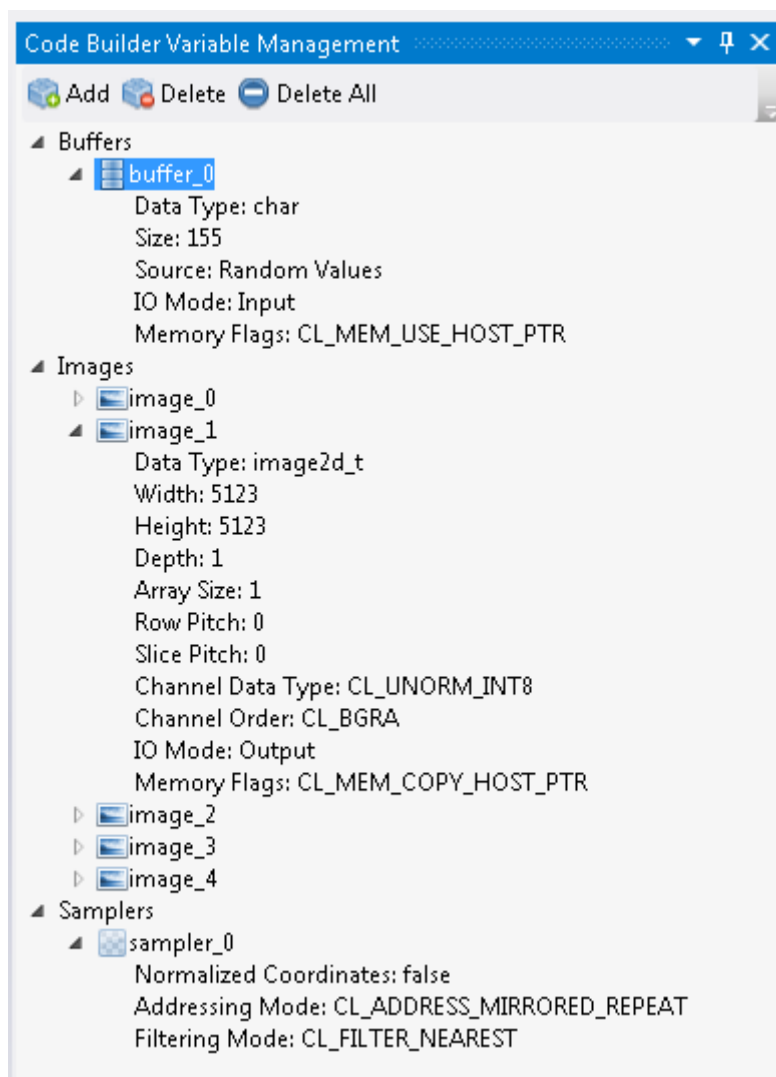 Code Builder Variable Management
Add Delete Delete All
Buffers
buffer_0
Data Type: char
Size: 155
Source: Random Values
IO Mode: Input
Memory Flags: CL_MEM_USE_HOST_PTR
Images
image_0
image_1
Data Type: image2d_t
Width: 5123
Height: 5123
Depth: 1
Array Size: 1
Row Pitch: 0
Slice Pitch: 0
Channel Data Type: CL_UNORM_INT8
Channel Order: CL_BGRA
IO Mode: Output
Memory Flags: CL_MEM_COPY_HOST_PTR
image_2
image_3
image_4
Samplers
sampler_0
Normalized Coordinates: false
Addressing Mode: CL_ADDRESS_MIRRORED_REPEAT
Filtering Mode: CL_FILTER_NEAREST